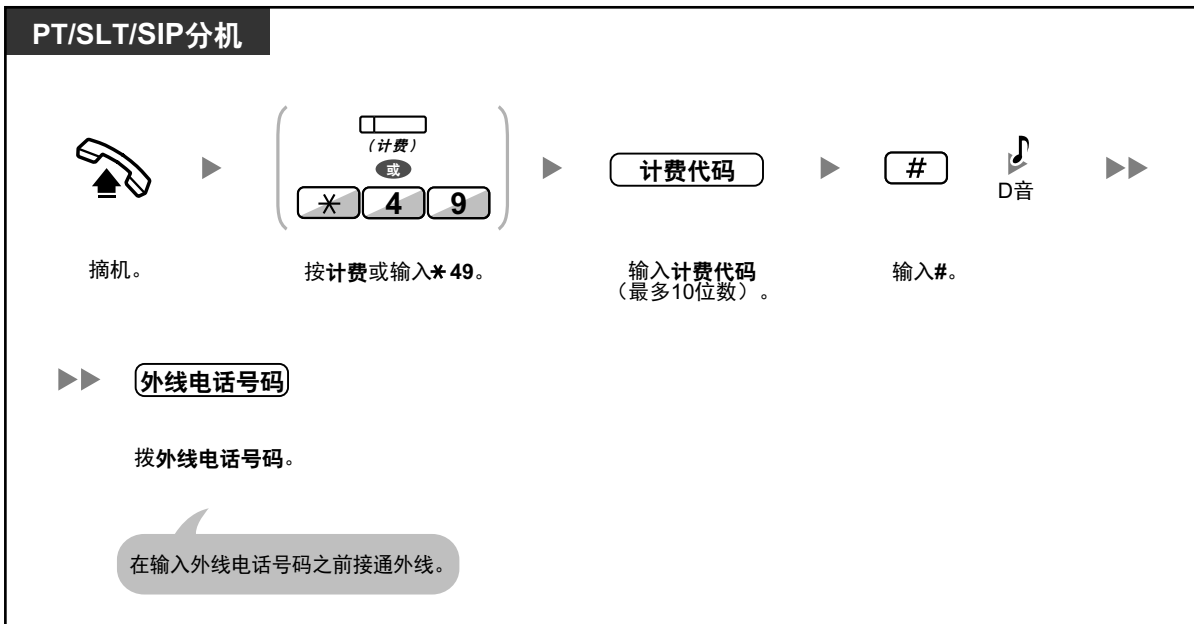 PT/SLT/SIP分机
(计费)
或
* 4 9
计费代码
#
D音
摘机。
按计费或输入*49。
输入计费代码
（最多10位数）。
输入#。
外线电话号码
拨外线电话号码。
在输入外线电话号码之前接通外线。